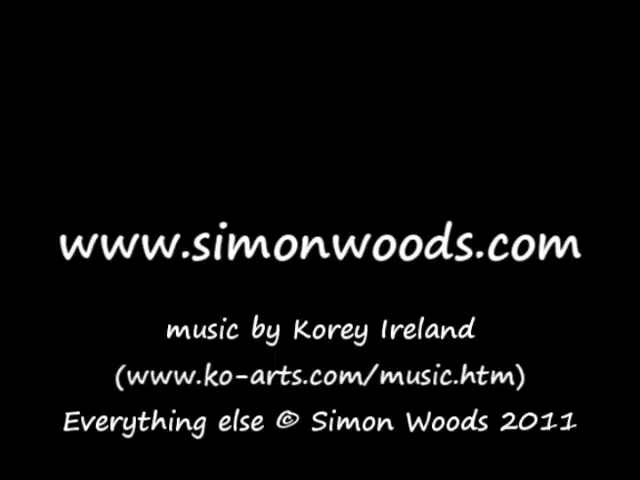 www.simonwoods.com
music by Korey Ireland
(www.ko-arts.com/music.htm)
Everything else © Simon Woods 2011